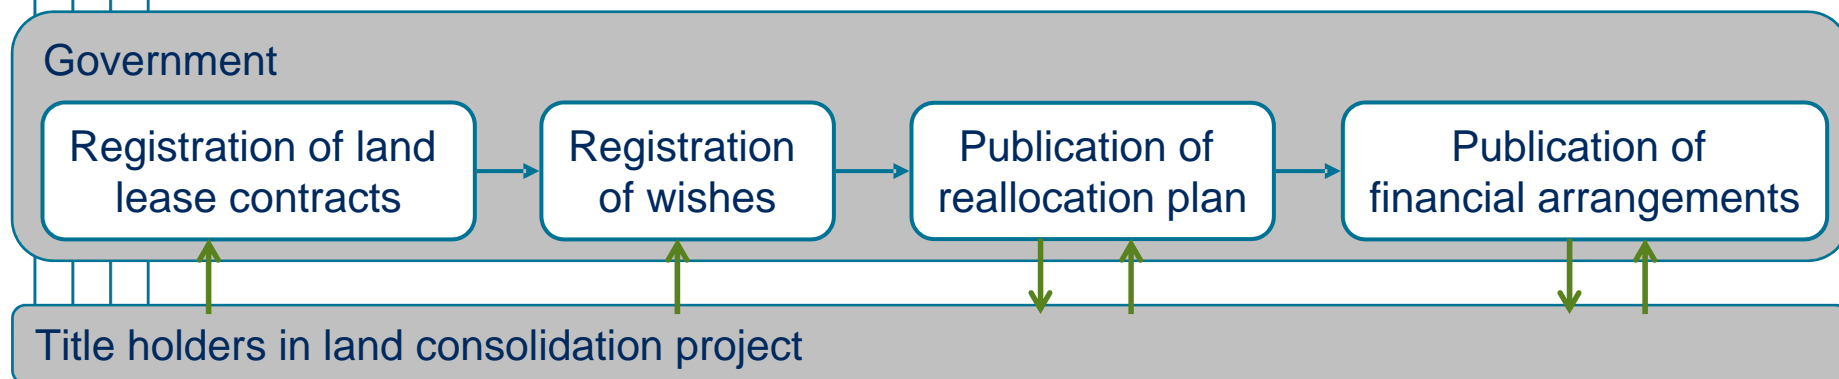 Government
Registration of land
lease contracts
Registration
of wishes
Publication of
reallocation plan
Publication of
financial arrangements
Title holders in land consolidation project